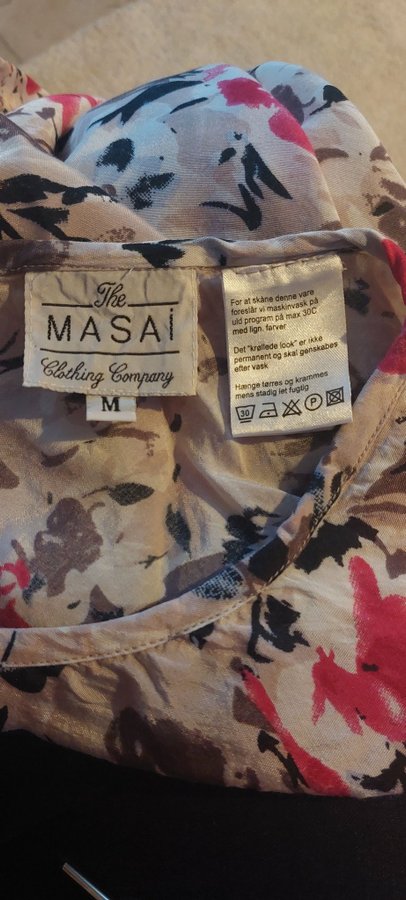 The
MASAi
Clothing Company
M
For at skåne denne vare
foreslår vi maskinvask på
uld program på max 30C
med lign. farver
Det "krøllede look" er ikke
permanent og skal genskabes
efter vask
Hænge tørres og krammes
mens stadig let fugtig
30 P